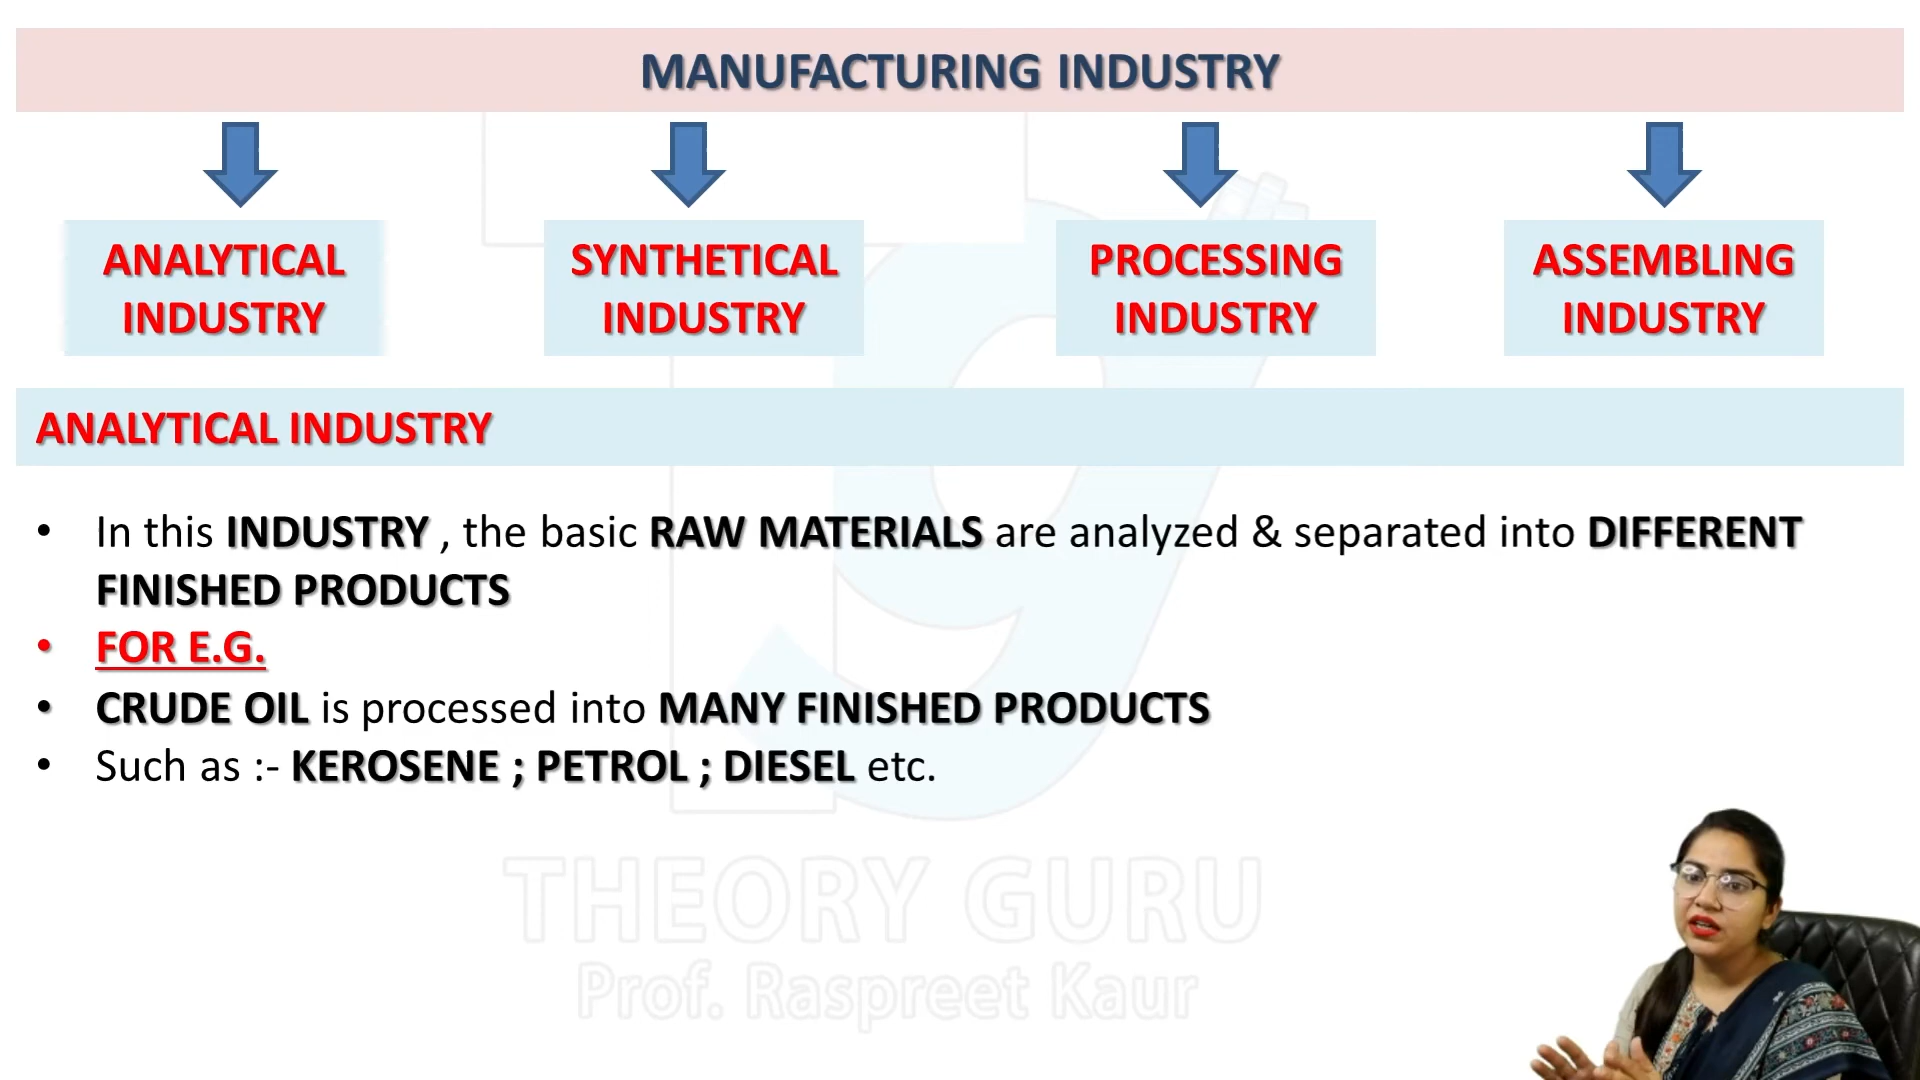 MANUFACTURING INDUSTRY
ANALYTICAL
INDUSTRY
SYNTHETICAL
INDUSTRY
PROCESSING
INDUSTRY
ASSEMBLING
INDUSTRY
ANALYTICAL INDUSTRY
• In this INDUSTRY , the basic RAW MATERIALS are analyzed & separated into DIFFERENT
FINISHED PRODUCTS
• FOR E.G.
• CRUDE OIL is processed into MANY FINISHED PRODUCTS
• Such as :- KEROSENE ; PETROL ; DIESEL etc.
THEORY GURU
Prof. Raspreet Kaur